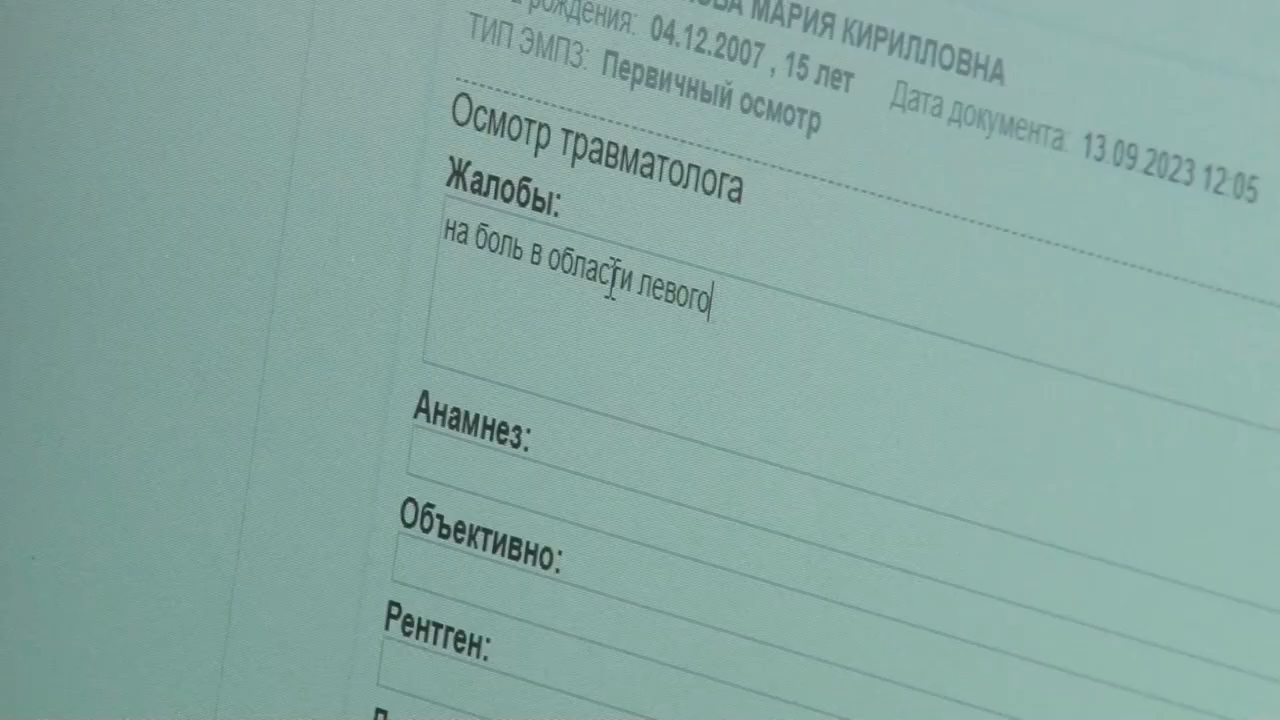 МАРИЯ КИРИЛЛОВНА
рождения: 04.12.2007 , 15 лет
ТИП ЭМПЗ: Первичный осмотр
Дата документа: 13.09.2023 12:05
Осмотр травматолога
Жалобы:
на боль в области левого
Анамнез:
Объективно:
Рентген: